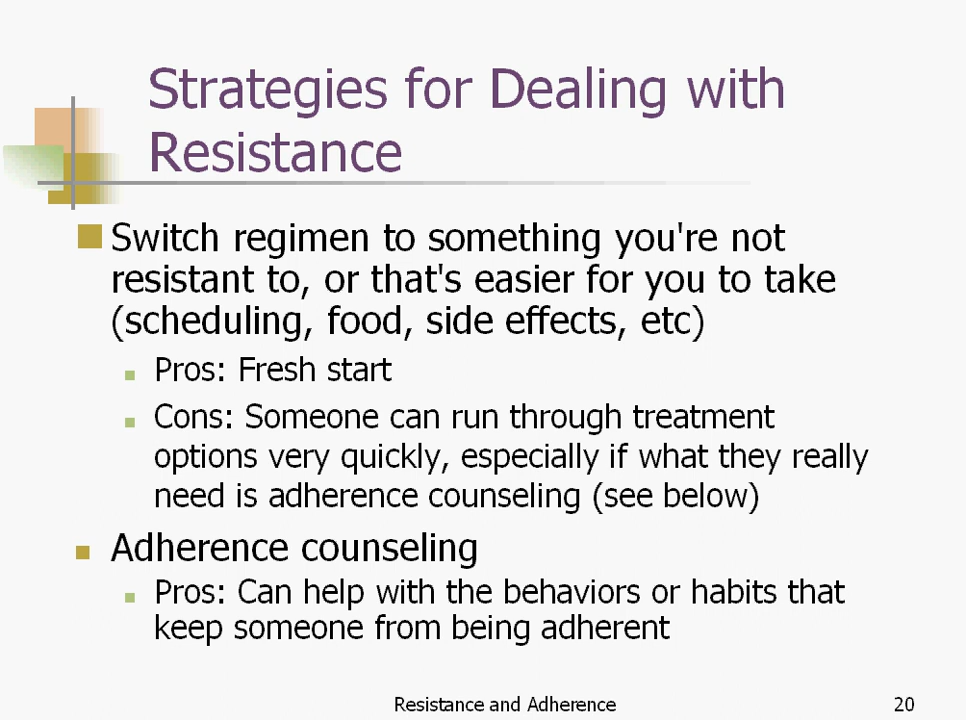 Strategies for Dealing with
Resistance
Switch regimen to something you're not
resistant to, or that's easier for you to take
(scheduling, food, side effects, etc)
Pros: Fresh start
Cons: Someone can run through treatment
options very quickly, especially if what they really
need is adherence counseling (see below)
Adherence counseling
Pros: Can help with the behaviors or habits that
keep someone from being adherent
Resistance and Adherence
20